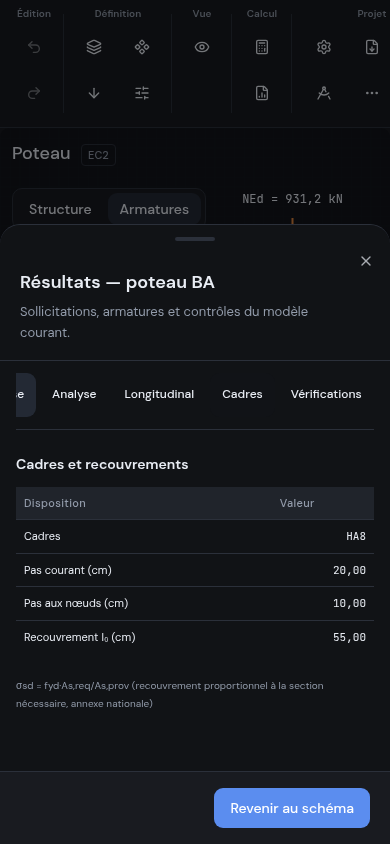 Édition
Définition
Vue
Calcul
Projet
Poteau
EC2
Structure
Armatures
NEd = 931,2 kN
Résultats — poteau BA
Sollicitations, armatures et contrôles du modèle
courant.
Analyse
Longitudinal
Cadres
Vérifications
Cadres et recouvrements
Disposition
Valeur
Cadres
HA8
Pas courant (cm)
20,00
Pas aux nœuds (cm)
10,00
Recouvrement l₀ (cm)
55,00
σsd = fyd·As,req/As,prov (recouvrement proportionnel à la section
nécessaire, annexe nationale)
Revenir au schéma